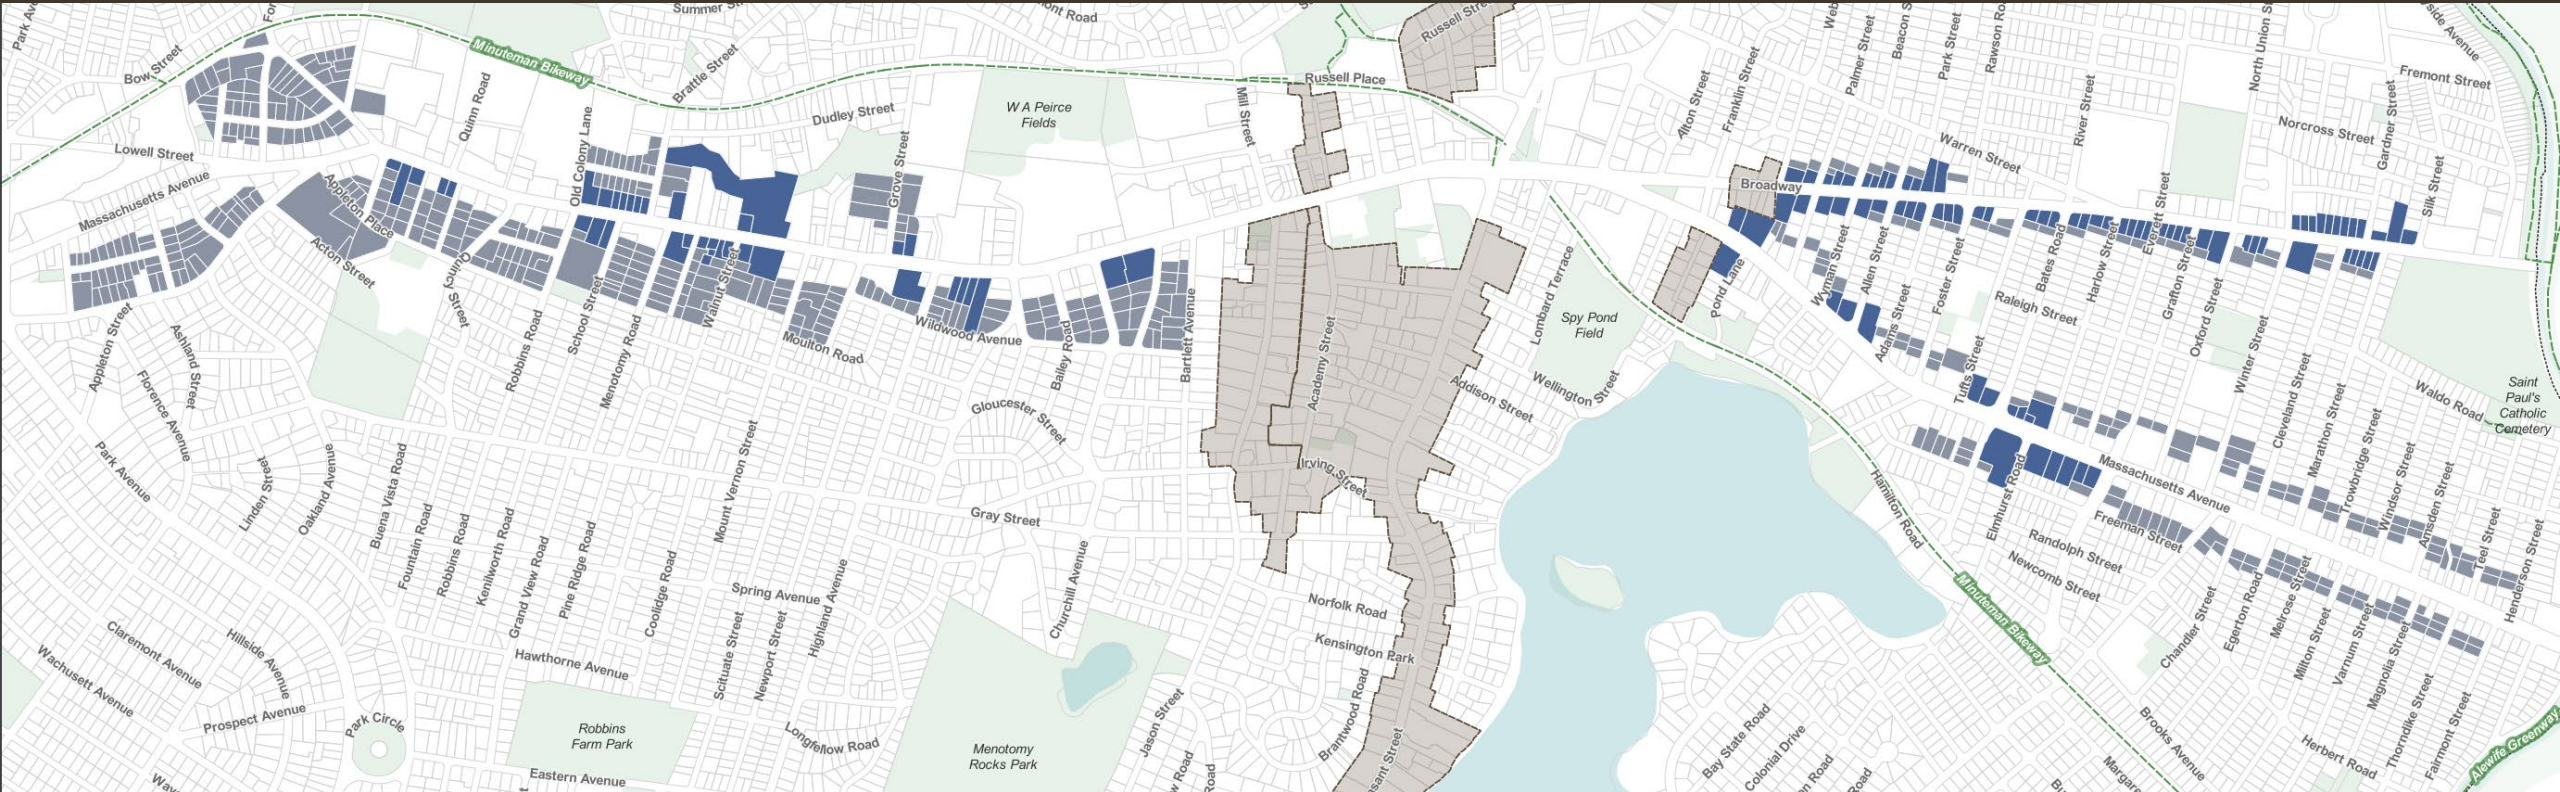 Summer St
Bow Street
Minuteman Bikeway
Brattle Street
Quinn Road
Lowell Street
Massachusetts Avenue
Old Colony Lane
Dudley Street
Grove Street
W A Peirce
Fields
Mill Street
Russell Place
Russell Stre
Appleton Place
Acton Street
Quincy Street
Appleton Street
Ashland Street
Florence Avenue
Robbins Road
School Street
Menotomy Road
Walnut Street
Moulton Road
Wildwood Avenue
Bailey Road
Bartlett Avenue
Academy Street
Irving Street
Gloucester Street
Gray Street
Addison Street
Wellington Street
Lombard Terrace
Spy Pond
Field
Pond Lane
Broadway
Alton Street
Franklin Street
Palmer Street
Beacon S
Park Street
Rawson Ro
Warren Street
River Street
North Union St
Norcross Street
Fremont Street
Gardner Street
Silk Street
Everett Street
Wyman Street
Allen Street
Adams Street
Foster Street
Raleigh Street
Bates Road
Harlow Street
Grafton Street
Oxford Street
Winter Street
Cleveland Street
Marathon Street
Trowbridge Street
Windsor Street
Amsden Street
Teel Street
Henderson Street
Waldo Road
Saint
Paul's
Catholic
Cemetery
Tufts Street
Elmhurst Road
Massachusetts Avenue
Freeman Street
Randolph Street
Newcomb Street
Hamilton Road
Minuteman Bikeway
Chandler Street
Egerton Road
Melrose Street
Milton Street
Varnum Street
Magnolia Street
Thorndike Street
Fairmont Street
Herbert Road
Brooks Avenue
Alewife Greenway
Bay State Road
Colonial Drive
Road
Park Avenue
Linden Street
Oakland Avenue
Buena Vista Road
Fountain Road
Robbins Road
Kenilworth Road
Grand View Road
Pine Ridge Road
Coolidge Road
Mount Vernon Street
Spring Avenue
Scituate Street
Newport Street
Highland Avenue
Churchill Avenue
Norfolk Road
Kensington Park
Brantwood Road
Jason Street
Claremont Avenue
Hillside Avenue
Wachusett Avenue
Prospect Avenue
Park Circle
Hawthorne Avenue
Robbins
Farm Park
Eastern Avenue
Longfellow Road
Menotomy
Rocks Park